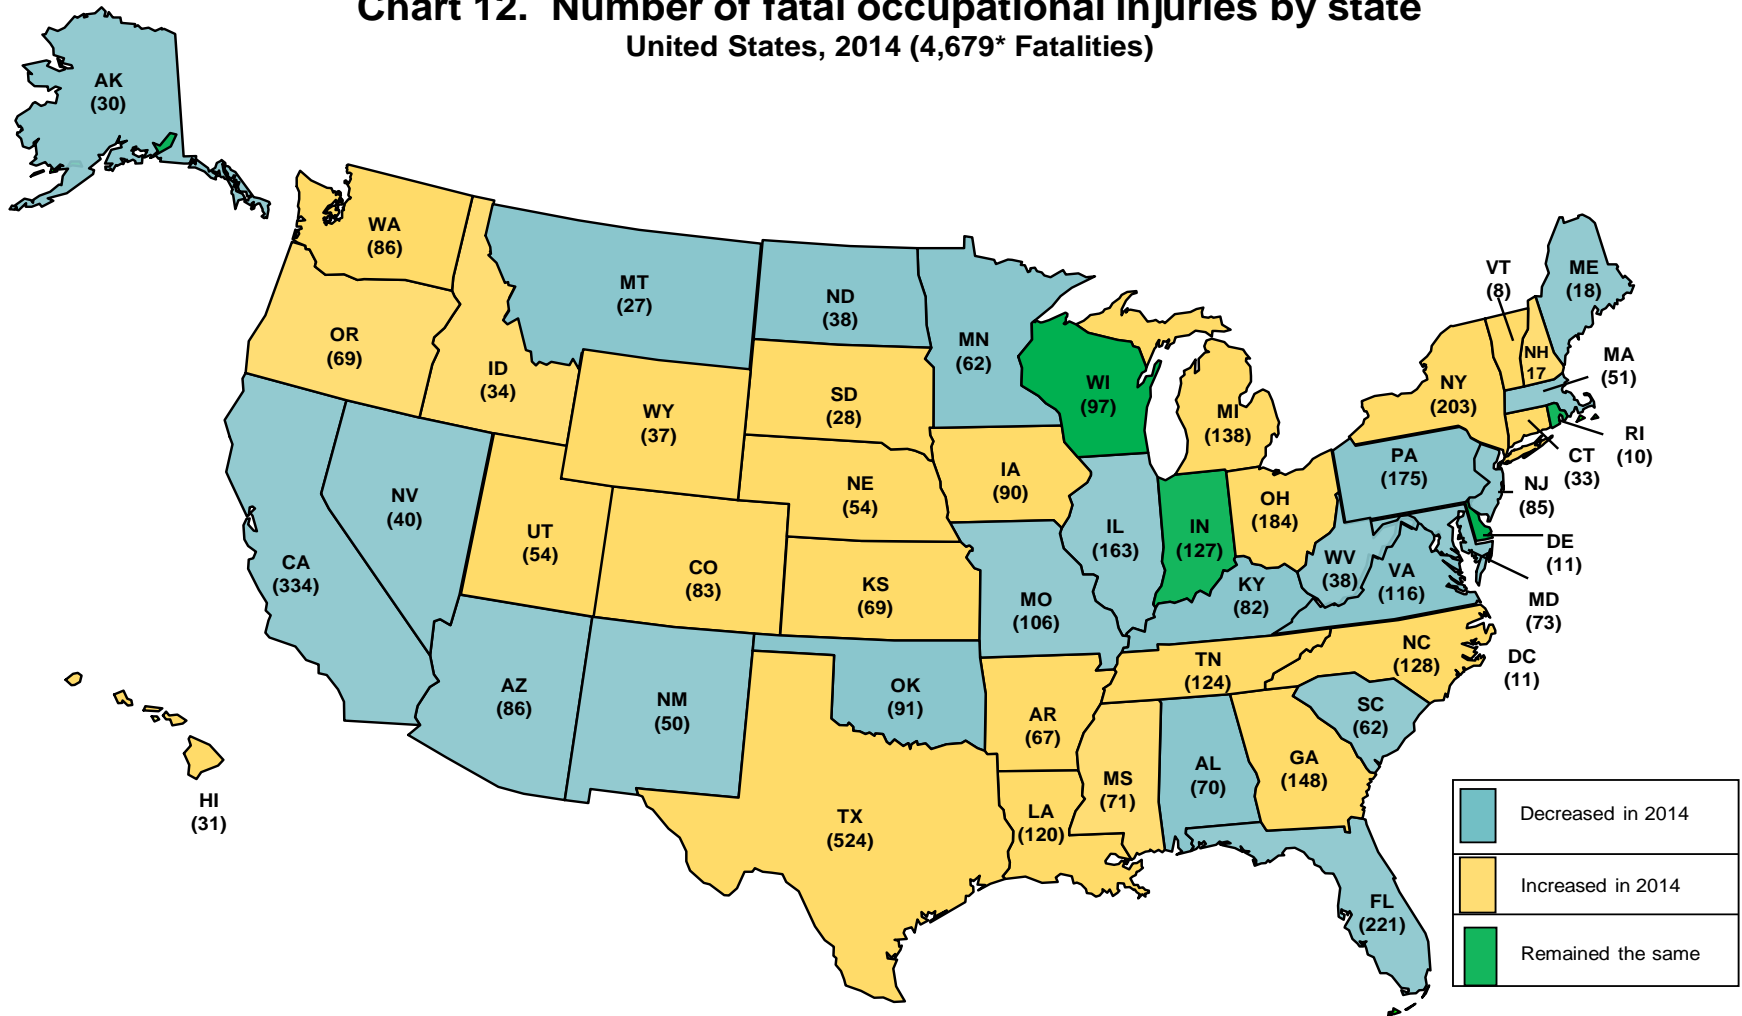 Chart 12. Number of fatal occupational injuries by state
United States, 2014 (4,679* Fatalities)
AK
(30)
WA
(86)
MT
(27)
ND
(38)
MN
(62)
VT
(8)
ME
(18)
OR
(69)
ID
(34)
WY
(37)
SD
(28)
WI
(97)
MI
(138)
NY
(203)
NH
17
MA
(51)
RI
(10)
CT
(33)
NJ
(85)
DE
(11)
MD
(73)
DC
(11)
NV
(40)
CA
(334)
UT
(54)
CO
(83)
NE
(54)
KS
(69)
IA
(90)
IL
(163)
IN
(127)
OH
(184)
PA
(175)
WV
(38)
VA
(116)
KY
(82)
MO
(106)
TN
(124)
NC
(128)
SC
(62)
AZ
(86)
NM
(50)
OK
(91)
AR
(67)
TX
(524)
LA
(120)
MS
(71)
AL
(70)
GA
(148)
FL
(221)
HI
(31)
Decreased in 2014
Increased in 2014
Remained the same